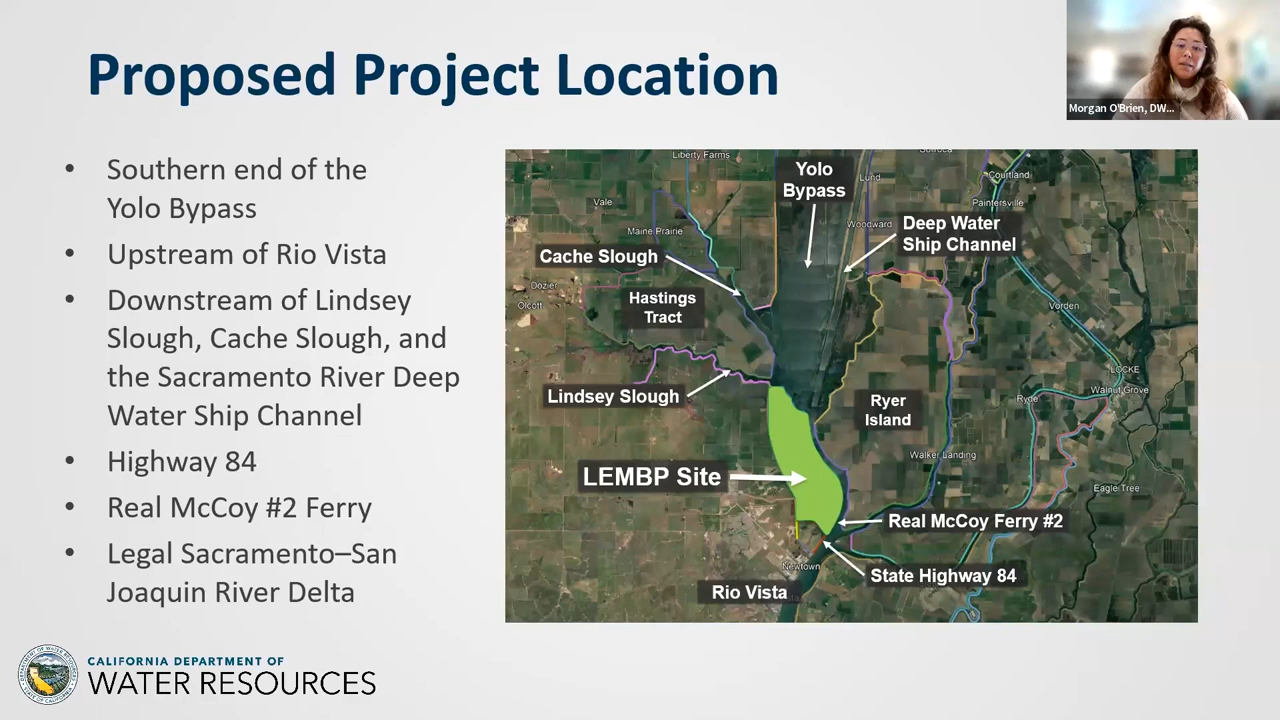 Proposed Project Location
Morgan O'Brien, DW...
• Southern end of the
Yolo Bypass
• Upstream of Rio Vista
• Downstream of Lindsey
Slough, Cache Slough, and
the Sacramento River Deep
Water Ship Channel
• Highway 84
• Real McCoy #2 Ferry
• Legal Sacramento–San
Joaquin River Delta
Liberty Farms
Yolo
Bypass
Lund
Courtland
Vale
Paintersville
Maine Prairie
Woodward
Deep Water
Ship Channel
Cache Slough
Dozier
Olcott
Hastings
Tract
Vorden
LOCKE
Walnut Grove
Lindsey Slough
Ryer
Island
Ryde
Walker Landing
LEMBP Site
Eagle Tree
Real McCoy Ferry #2
Newtown
State Highway 84
Rio Vista
CALIFORNIA DEPARTMENT OF
WATER RESOURCES